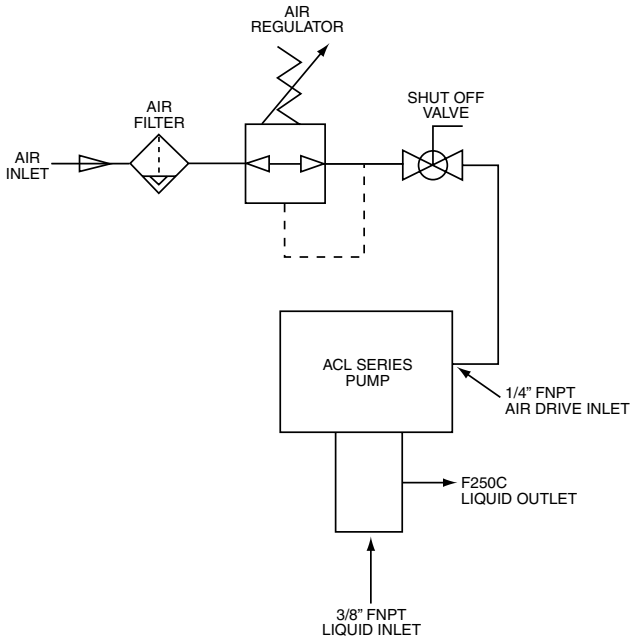 AIR
REGULATOR
SHUT OFF
VALVE
AIR
FILTER
AIR
INLET
ACL SERIES
PUMP
1/4” FNPT
AIR DRIVE INLET
F250C
LIQUID OUTLET
3/8” FNPT
LIQUID INLET